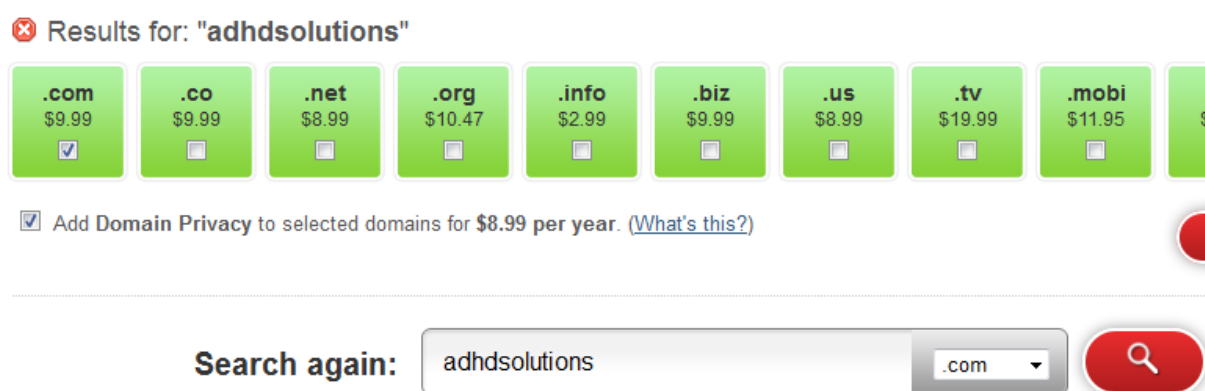 Results for: "adhdsolutions"
.com .co .net .org .info .biz .us .tv .mobi
$9.99 $9.99 $8.99 $10.47 $2.99 $9.99 $8.99 $19.99 $11.95 $
Add Domain Privacy to selected domains for $8.99 per year. (What's this?)
Search again: adhdsolutions .com